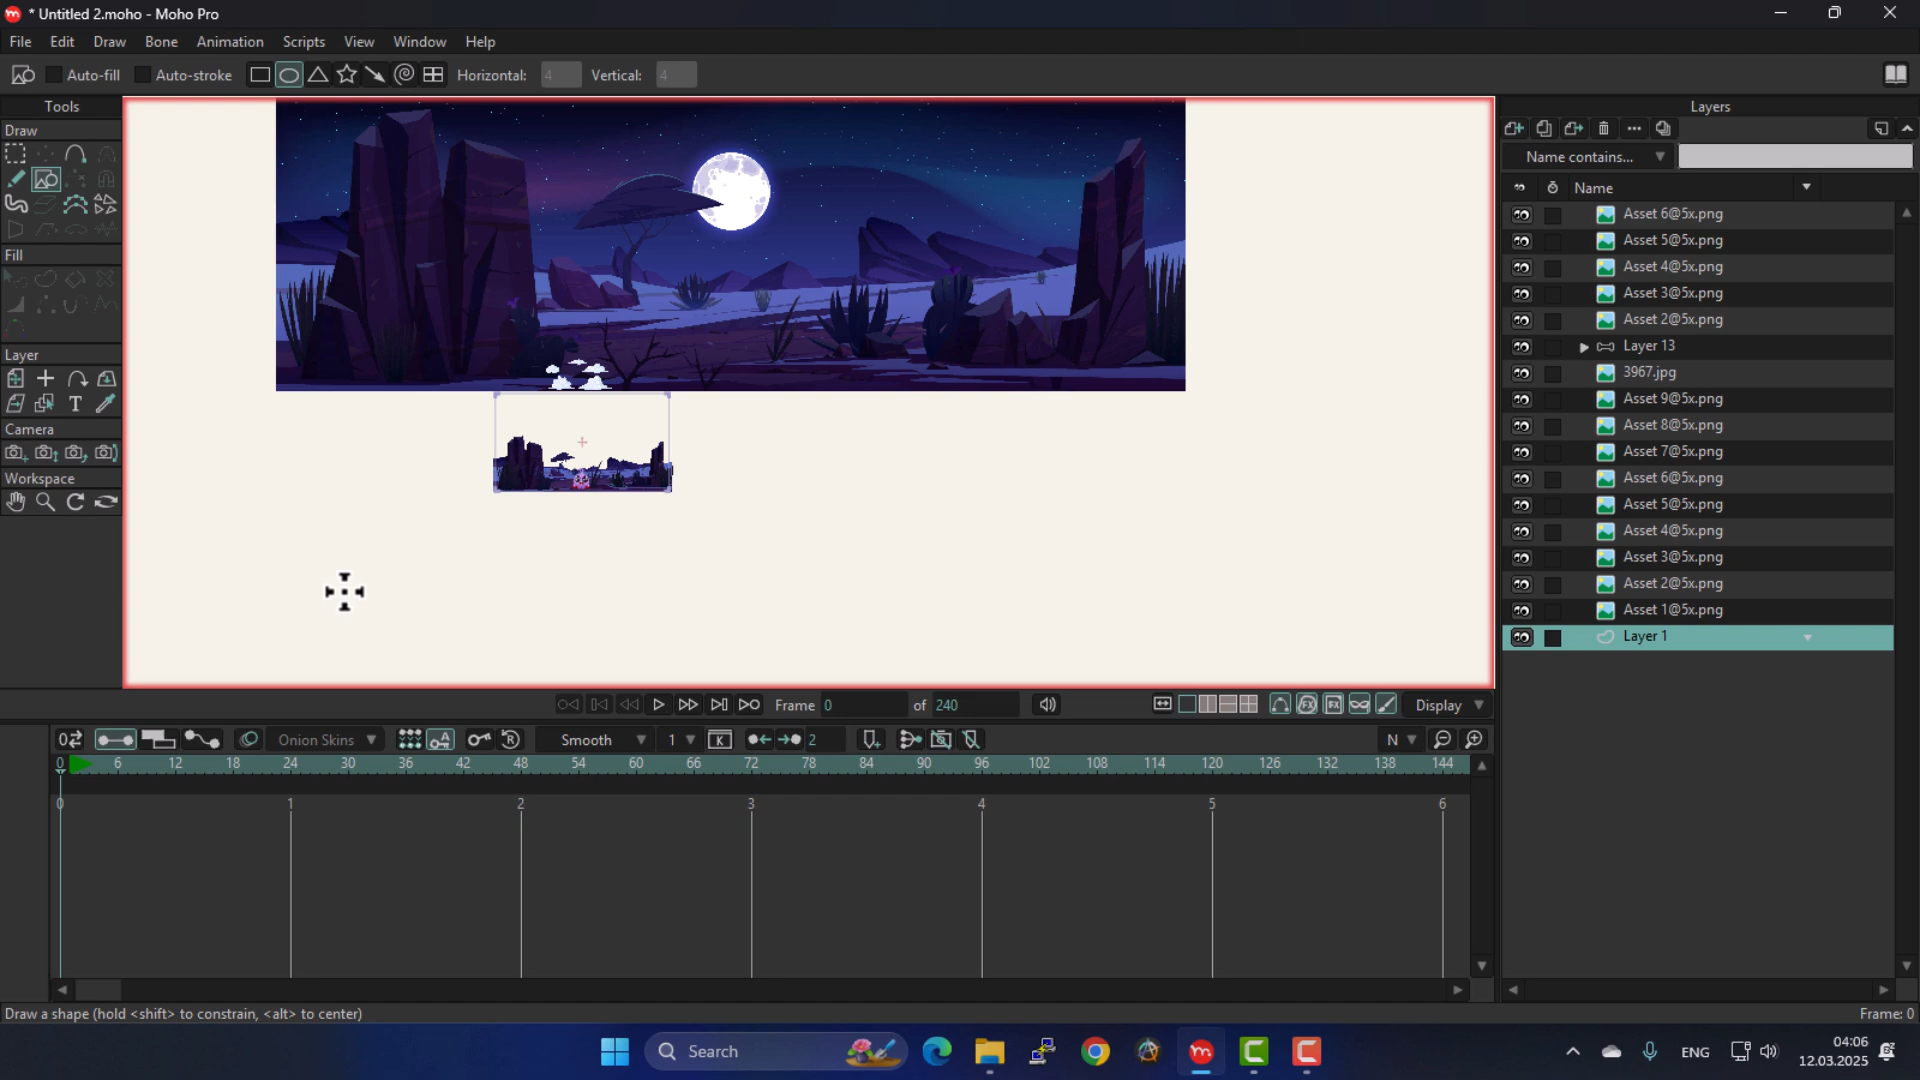 * Untitled 2.moho - Moho Pro
File Edit Draw Bone Animation Scripts View Window Help
Auto-fill Auto-stroke Horizontal: 4 Vertical: 4
Tools
Draw
Fill
Layer
T
Camera
Workspace
Layers
Name contains...
Name
Asset 6@5x.png
Asset 5@5x.png
Asset 4@5x.png
Asset 3@5x.png
Asset 2@5x.png
Layer 13
3967.jpg
Asset 9@5x.png
Asset 8@5x.png
Asset 7@5x.png
Asset 6@5x.png
Asset 5@5x.png
Asset 4@5x.png
Asset 3@5x.png
Asset 2@5x.png
Asset 1@5x.png
Layer 1
Frame 0 of 240
Display
Onion Skins Smooth 1 K 2 N
0 6 12 18 24 30 36 42 48 54 60 66 72 78 84 90 96 102 108 114 120 126 132 138 144
0 1 2 3 4 5 6
Draw a shape (hold <shift> to constrain, <alt> to center)
Frame: 0
Search
ENG
04:06
12.03.2025